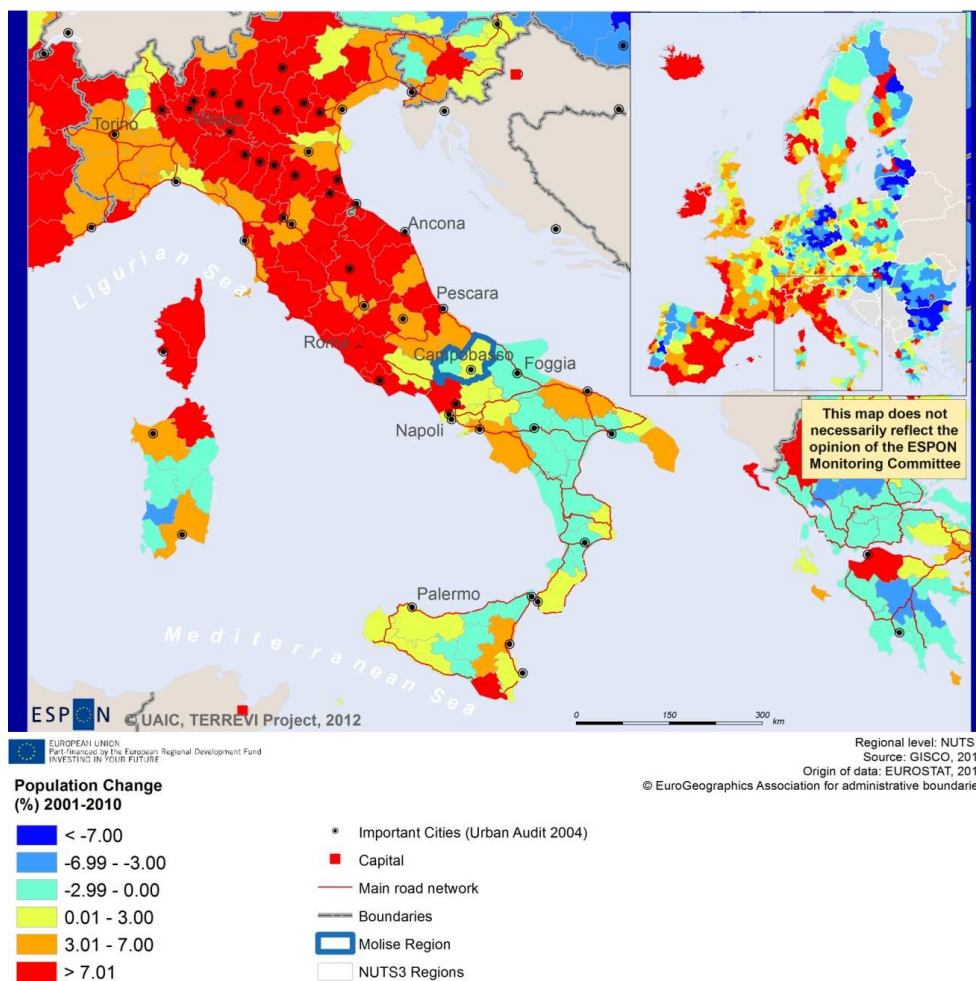 Torino
Milano
Ancona
Ligurian Sea
Pescara
Roma
Campobasso
Foggia
Napoli
This map does not
necessarily reflect the
opinion of the ESPON
Monitoring Committee
Palermo
Mediterranean Sea
ESPON © UAIC, TERREVI Project, 2012
0 150 300
km
EUROPEAN UNION
Part-financed by the European Regional Development Fund
INVESTING IN YOUR FUTURE
Regional level: NUTS
Source: GISCO, 201
Origin of data: EUROSTAT, 201
© EuroGeographics Association for administrative boundarie
Population Change
(%) 2001-2010
< -7.00
-6.99 - -3.00
-2.99 - 0.00
0.01 - 3.00
3.01 - 7.00
> 7.01
Important Cities (Urban Audit 2004)
Capital
Main road network
Boundaries
Molise Region
NUTS3 Regions